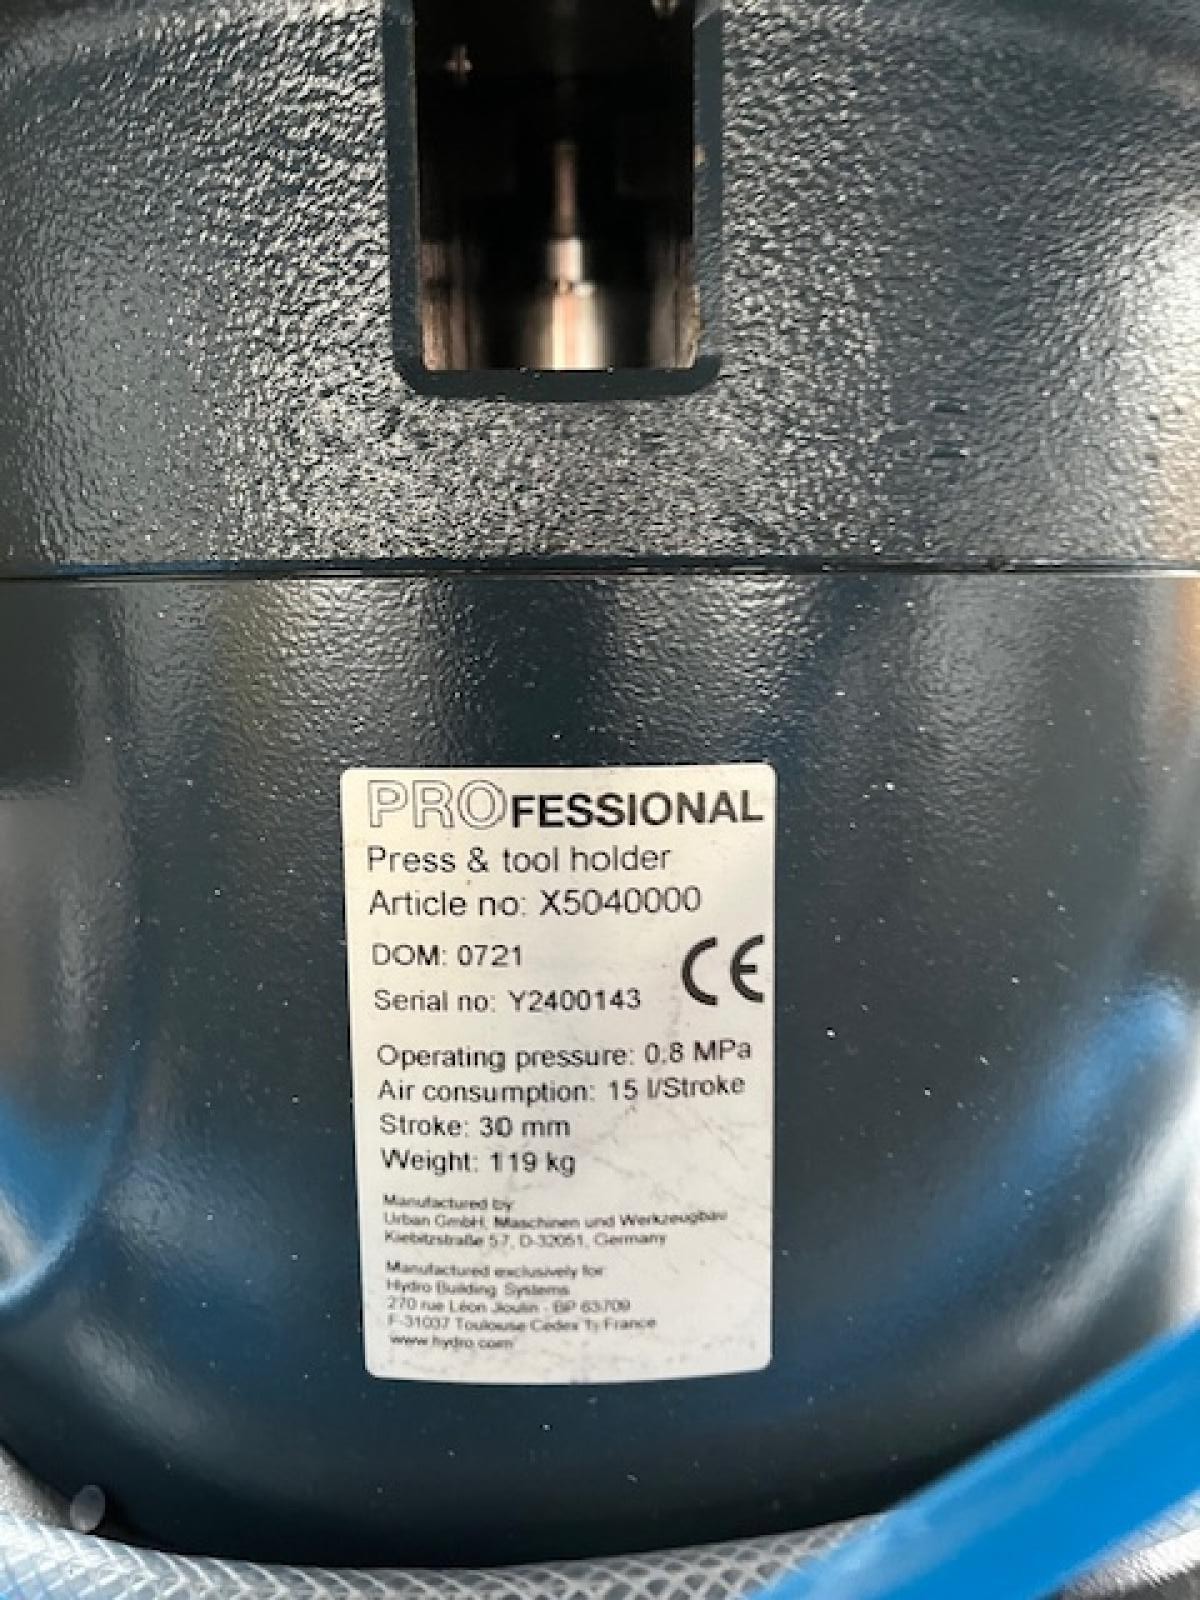 PROFESSIONAL
Press & tool holder
Article no: X5040000
DOM: 0721
CE
Serial no: Y2400143
Operating pressure: 0,8 MPa
Air consumption: 15 l/Stroke
Stroke: 30 mm
Weight: 119 kg
Manufactured by
Urban GmbH, Maschinen und Werkzeugbau
Kiebitzstraße 57, D-32051, Germany
Manufactured exclusively for
Hydro Building Systems
270 rue Léon Joulin - BP 63709
F-31037 Toulouse Cedex 1, France
www.hydro.com